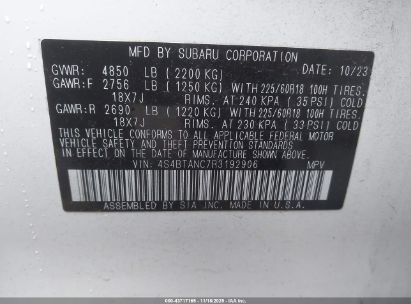 MFD BY SUBARU CORPORATION DATE: 10/23
GVWR: 4850 LB (2200 KG)
GAWR:F 2756 LB (1250 KG) WITH 225/60R18 100H TIRES,
18X7J RIMS, AT 240 KPA (35 PSI) COLD
GAWR:R 2690 LB (1220 KG) WITH 225/60R18 100H TIRES,
18X7J RIMS, AT 230 KPA (33 PSI) COLD
THIS VEHICLE CONFORMS TO ALL APPLICABLE FEDERAL MOTOR
VEHICLE SAFETY BUMPER AND THEFT PREVENTION STANDARDS
IN EFFECT ON THE DATE OF MANUFACTURE SHOWN ABOVE.
VIN: 4S4BTANC7R3192906 MPV
ASSEMBLED BY SIA INC. MADE IN U.S.A.